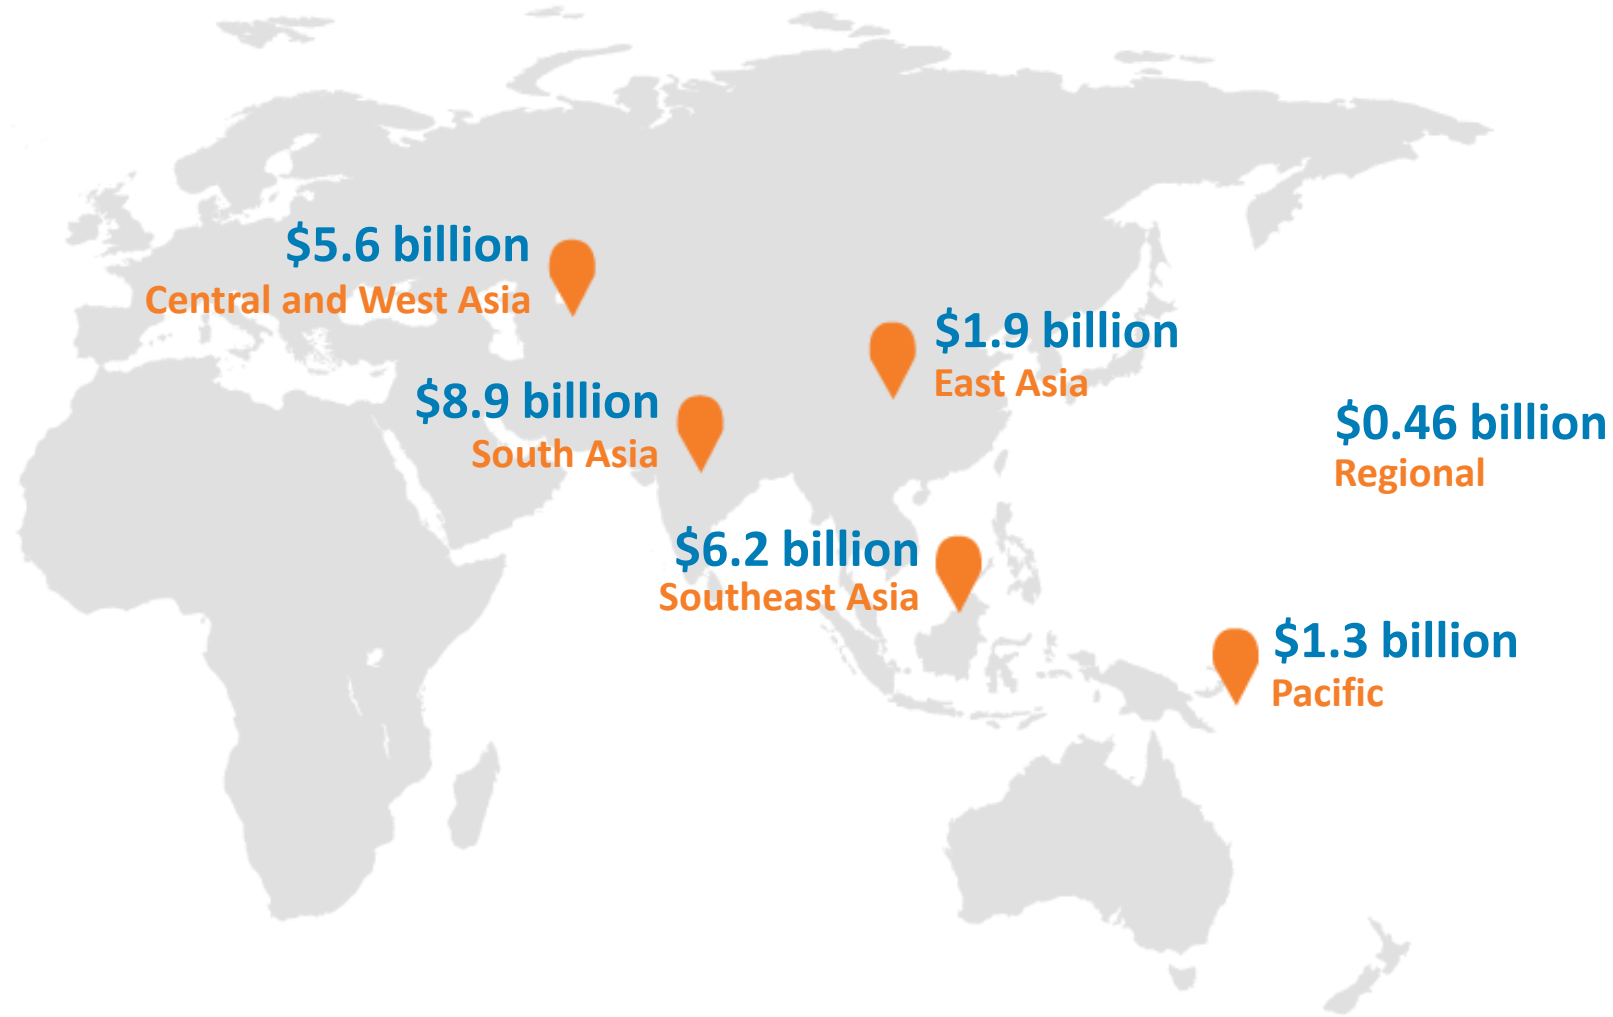 $5.6 billion
Central and West Asia
$1.9 billion
East Asia
$8.9 billion
South Asia
$0.46 billion
Regional
$6.2 billion
Southeast Asia
$1.3 billion
Pacific